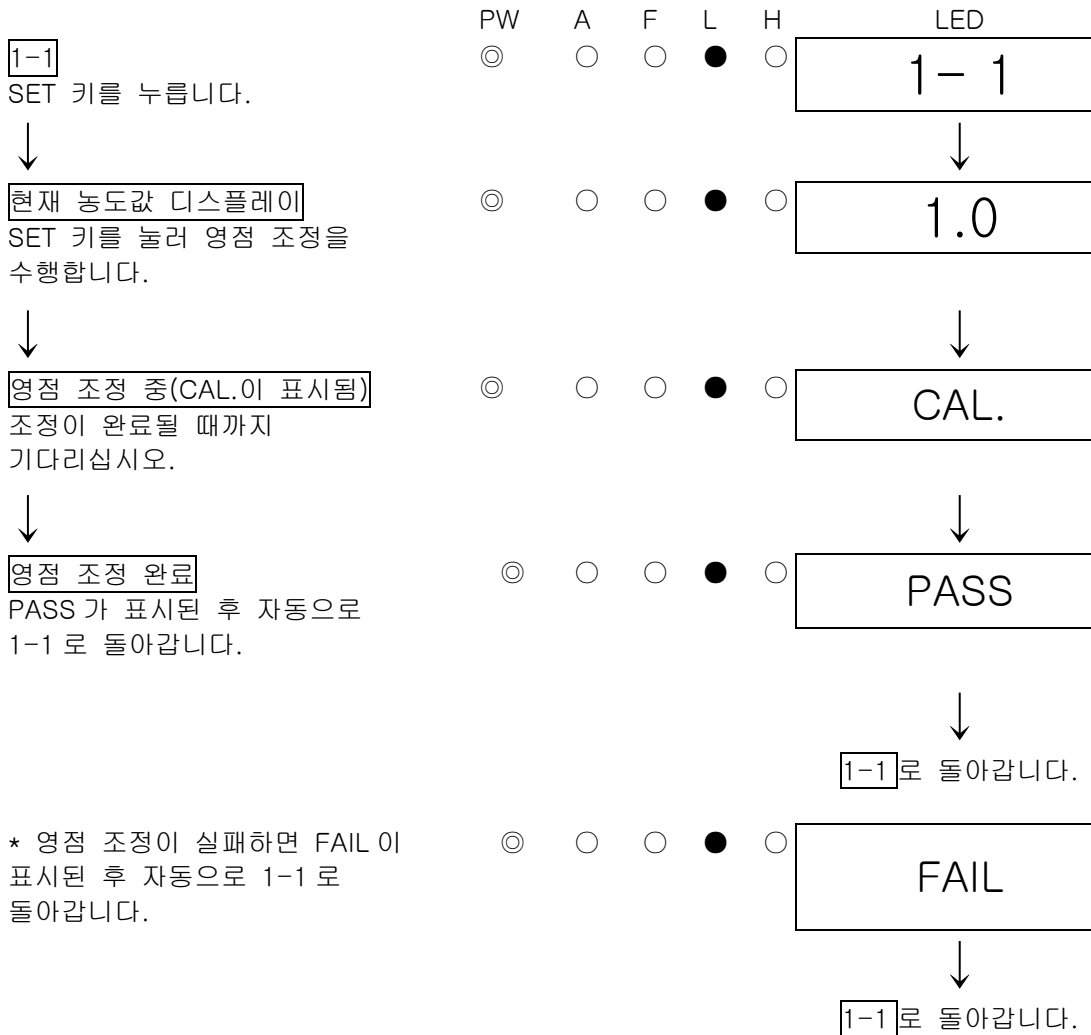 PW A F L H LED
1-1 ◎ ○ ○ ● ○ 1- 1
SET 키를 누릅니다.
↓ ↓
현재 농도값 디스플레이 ◎ ○ ○ ● ○ 1.0
SET 키를 눌러 영점 조정을
수행합니다.
↓ ↓
영점 조정 중(CAL.이 표시됨) ◎ ○ ○ ● ○ CAL.
조정이 완료될 때까지
기다리십시오.
↓ ↓
영점 조정 완료 ◎ ○ ○ ● ○ PASS
PASS 가 표시된 후 자동으로
1-1 로 돌아갑니다.
↓
1-1 로 돌아갑니다.
* 영점 조정이 실패하면 FAIL 이 ◎ ○ ○ ● ○ FAIL
표시된 후 자동으로 1-1 로
돌아갑니다.
↓
1-1 로 돌아갑니다.